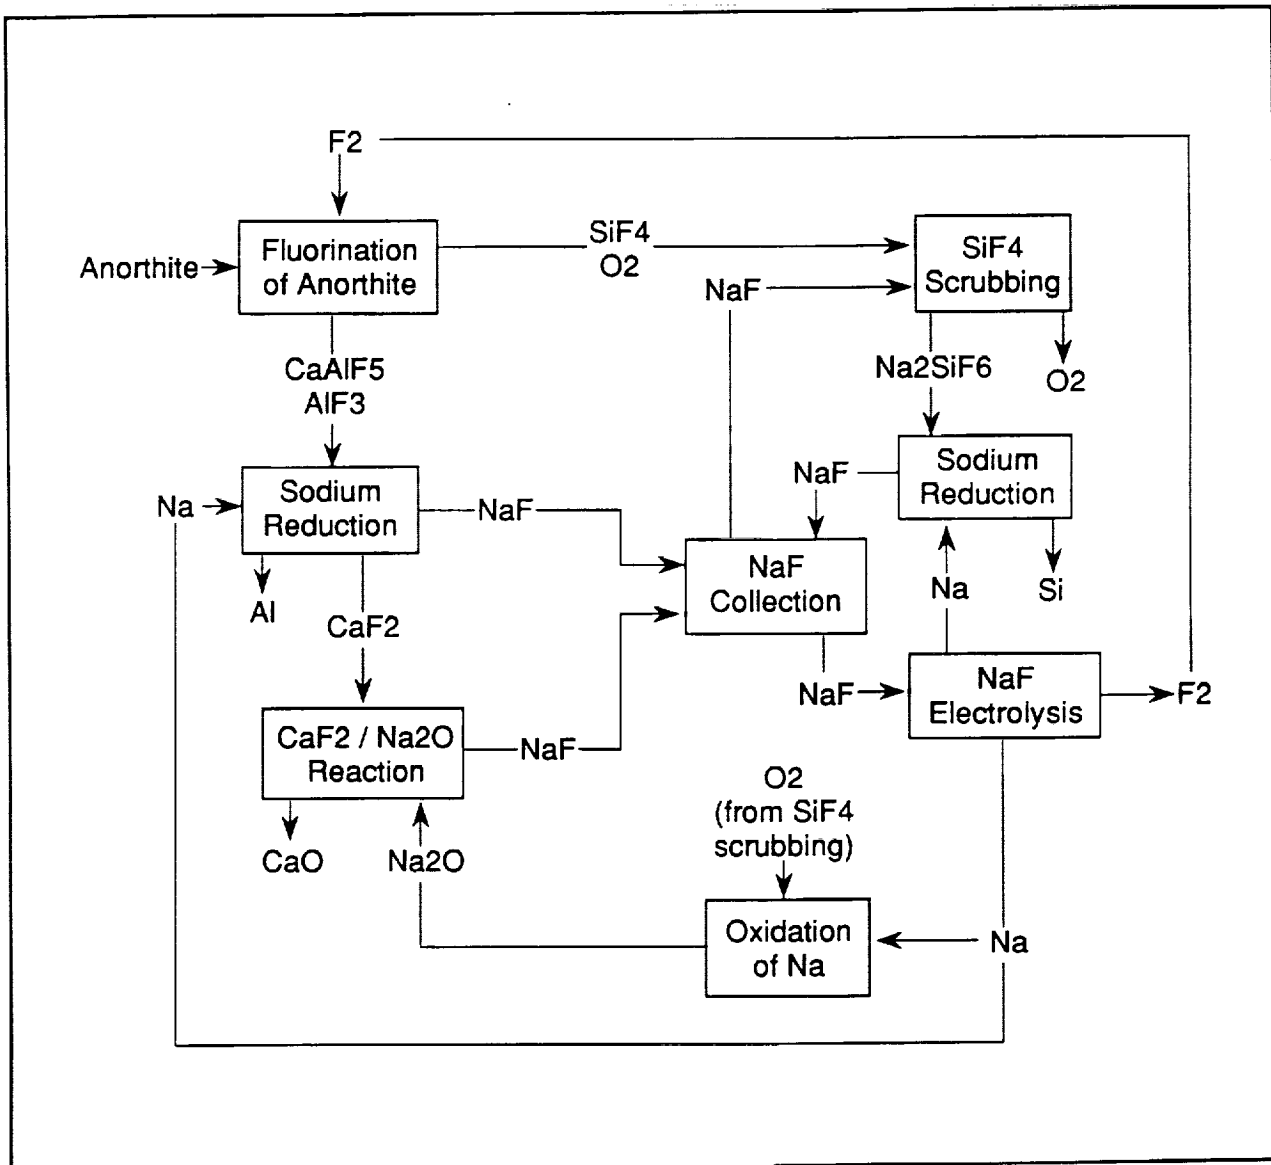 F2
Anorthite
Fluorination
of Anorthite
SiF4
O2
SiF4
Scrubbing
NaF
CaAlF5
AlF3
Na2SiF6
O2
Na
Sodium
Reduction
NaF
NaF
Sodium
Reduction
Al
CaF2
NaF
Collection
Na
Si
NaF
NaF
Electrolysis
F2
CaF2 / Na2O
Reaction
NaF
CaO
Na2O
O2
(from SiF4
scrubbing)
Oxidation
of Na
Na